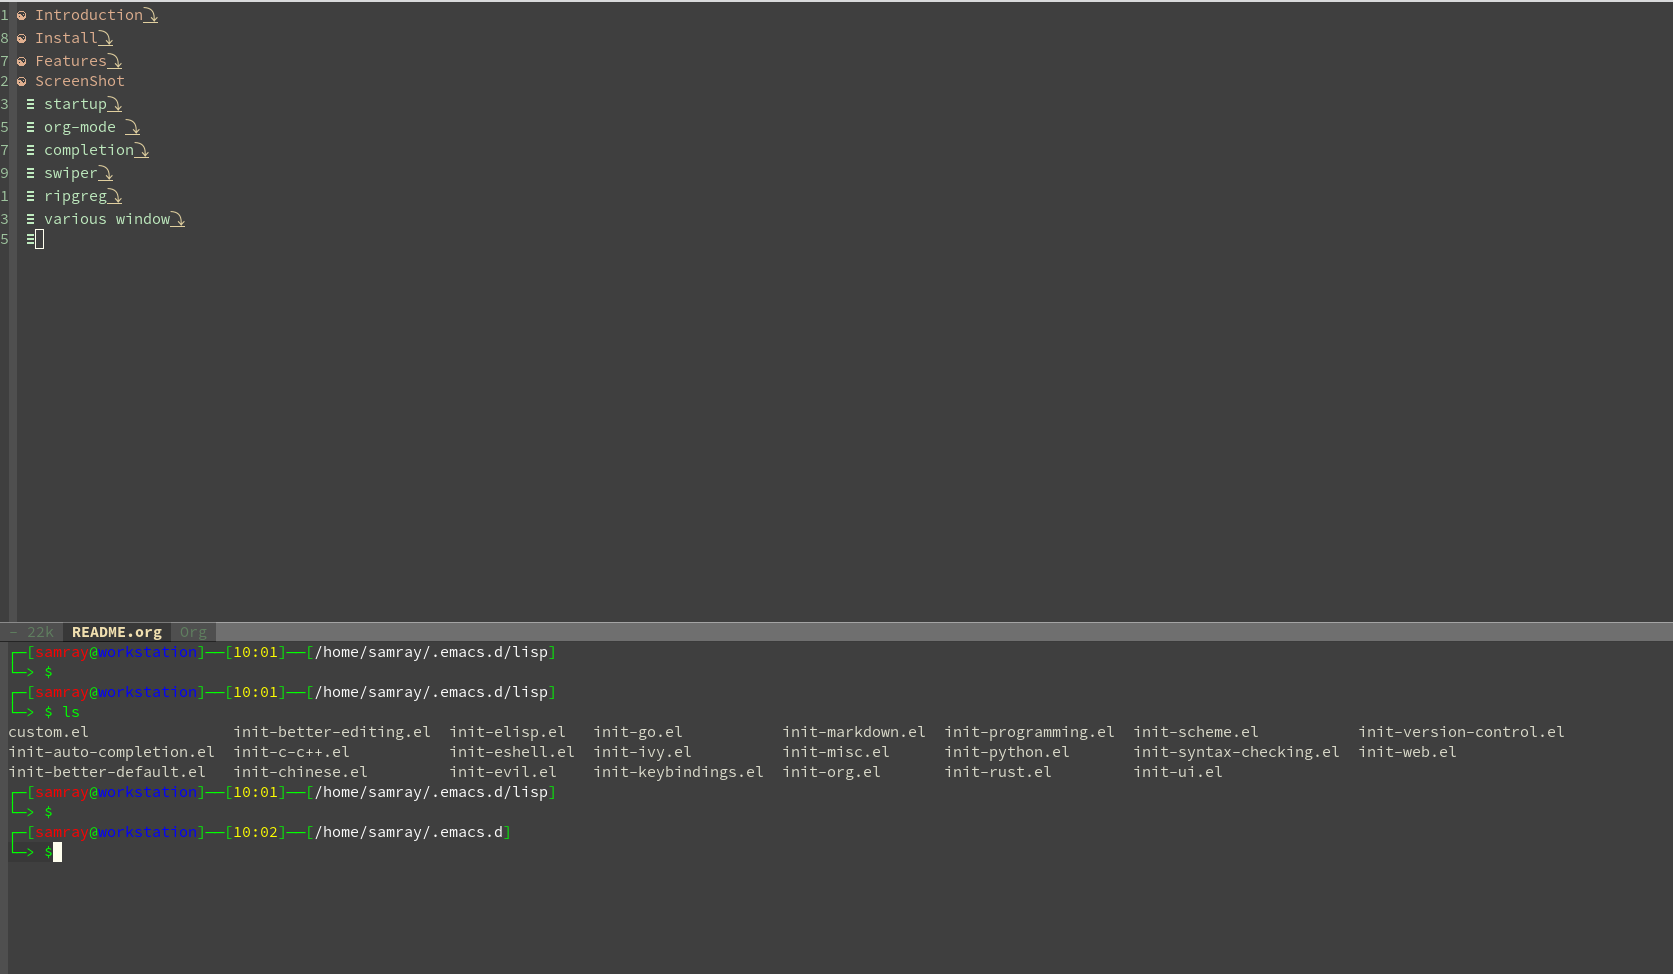 1 ☯ Introduction⤵
8 ☯ Install⤵
7 ☯ Features⤵
2 ☯ ScreenShot
3 ☰ startup⤵
5 ☰ org-mode ⤵
7 ☰ completion⤵
9 ☰ swiper⤵
1 ☰ ripgreg⤵
3 ☰ various window⤵
5 ☰
- 22k README.org Org
┌─[samray@workstation]──[10:01]──[/home/samray/.emacs.d/lisp]
└─> $
┌─[samray@workstation]──[10:01]──[/home/samray/.emacs.d/lisp]
└─> $ ls
custom.el init-better-editing.el init-elisp.el init-go.el init-markdown.el init-programming.el init-scheme.el init-version-control.el
init-auto-completion.el init-c-c++.el init-eshell.el init-ivy.el init-misc.el init-python.el init-syntax-checking.el init-web.el
init-better-default.el init-chinese.el init-evil.el init-keybindings.el init-org.el init-rust.el init-ui.el
┌─[samray@workstation]──[10:01]──[/home/samray/.emacs.d/lisp]
└─> $
┌─[samray@workstation]──[10:02]──[/home/samray/.emacs.d]
└─> $